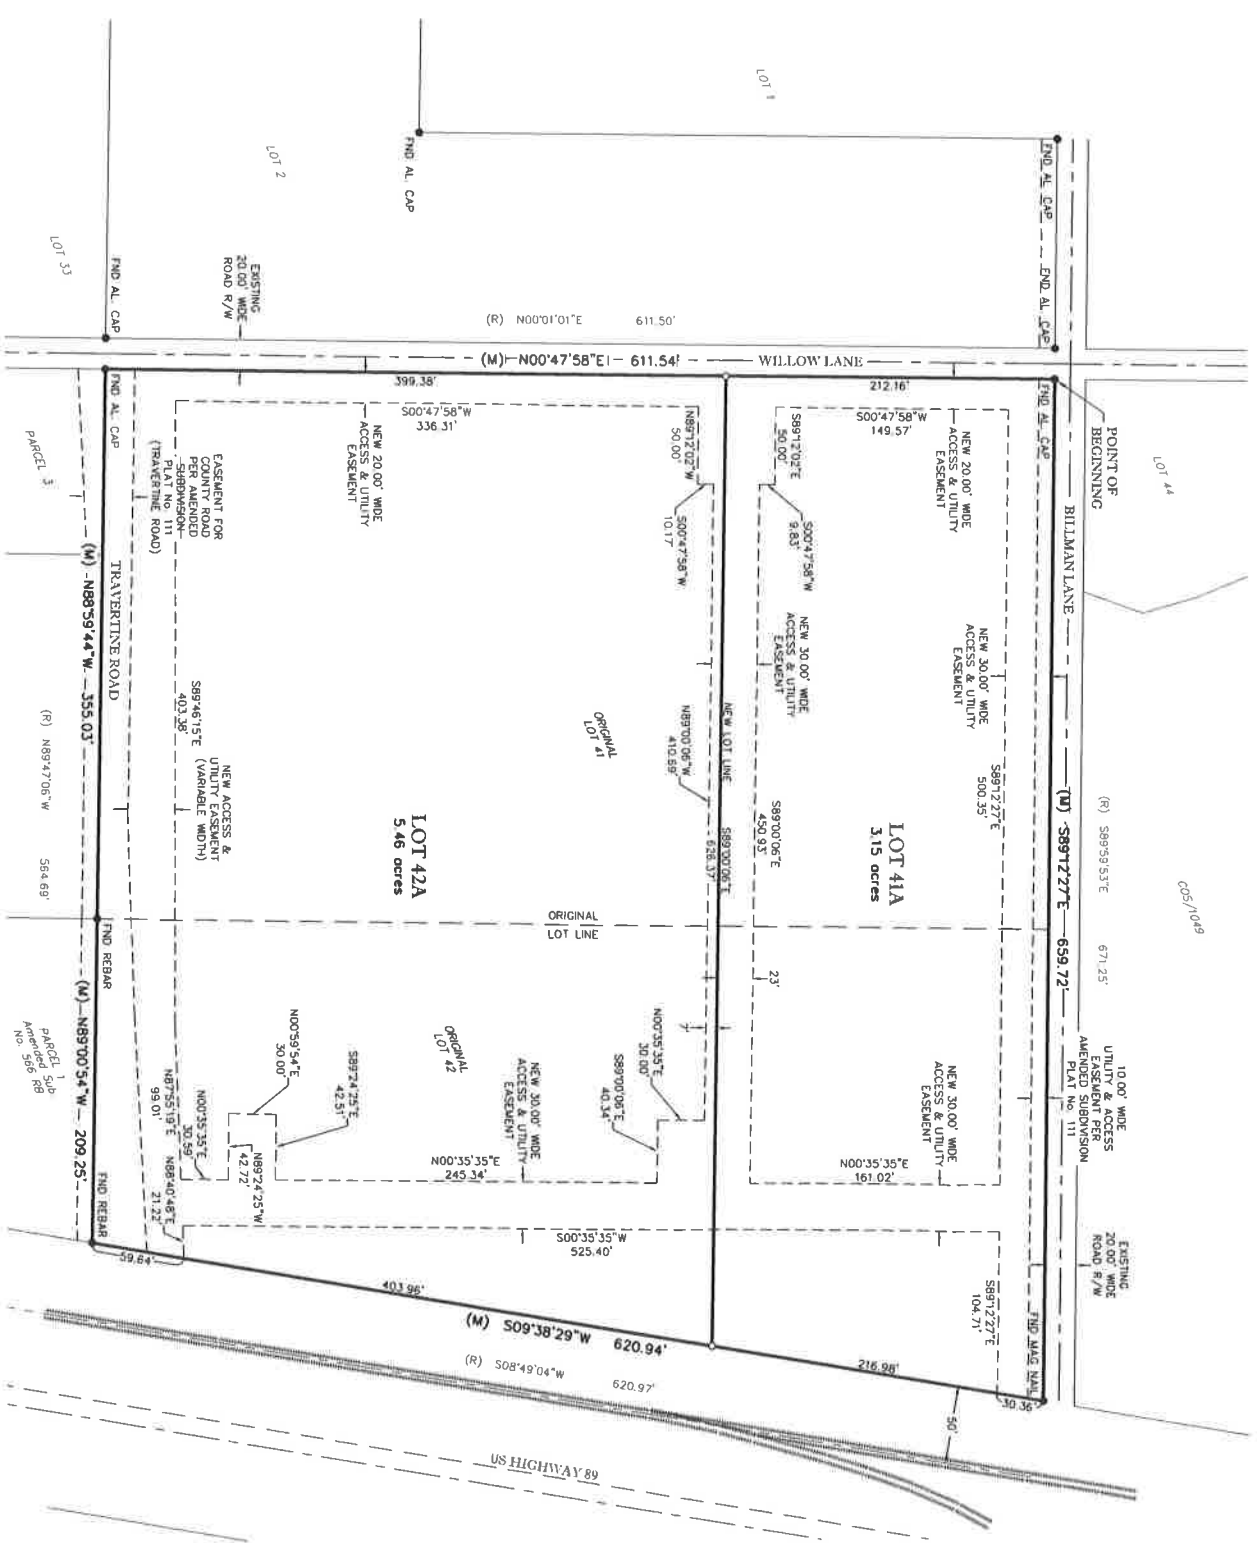 LOT 1
LOT 2
LOT 33
LOT 44
COS/1049
FND AL. CAP
FND AL CAP
FND AL CAP
FND AL. CAP
EXISTING
20.00' WIDE
ROAD R/W
(R) N00°01'01"E 611.50'
(M) N00°47'58"E 611.54'
WILLOW LANE
399.38'
212.16'
FND AL CAP
FND AL CAP
POINT OF
BEGINNING
BILLMAN LANE
(R) S89°59'53"E 671.25'
(M) S89°12'27"E 659.72'
10.00' WIDE
UTILITY & ACCESS
EASEMENT PER
AMENDED SUBDIVISION
PLAT No. 111
EXISTING
20.00' WIDE
ROAD R/W
FND MAG NAIL
S00°47'58"W
149.57'
S89°12'02"E
50.00'
NEW 20.00' WIDE
ACCESS & UTILITY
EASEMENT
S00°47'58"W
9.83'
NEW 30.00' WIDE
ACCESS & UTILITY
EASEMENT
NEW 30.00' WIDE
ACCESS & UTILITY
EASEMENT
S89°12'27"E
500.35'
S89°00'06"E
450.93'
LOT 41A
3.15 acres
23'
NEW 30.00' WIDE
ACCESS & UTILITY
EASEMENT
N00°35'35"E
161.02'
S89°12'27"E
104.71'
30.36'
216.98'
50'
NEW LOT LINE
S89°00'06"E
626.37'
S00°47'58"W
336.31'
N89°12'02"W
50.00'
S00°47'58"W
10.17'
NEW 20.00' WIDE
ACCESS & UTILITY
EASEMENT
N89°00'06"W
410.69'
ORIGINAL
LOT 41
LOT 42A
5.46 acres
ORIGINAL
LOT LINE
ORIGINAL
LOT 42
N00°35'35"E
30.00'
S89°00'06"E
40.34'
NEW 30.00' WIDE
ACCESS & UTILITY
EASEMENT
N00°35'35"E
245.34'
S00°35'35"W
525.40'
S89°24'25"E
42.51'
N00°59'54"E
30.00'
N89°24'25"W
42.72'
N00°35'35"E
30.59'
N87°55'19"E
99.01'
N88°40'48"E
21.22'
EASEMENT FOR
COUNTY ROAD
PER AMENDED
SUBDIVISION
PLAT No. 111
(TRAVERTINE ROAD)
S89°46'15"E
403.38'
NEW ACCESS &
UTILITY EASEMENT
(VARIABLE WIDTH)
TRAVERTINE ROAD
(M) N88°59'44"W 355.03'
(M) N89°00'54"W 209.25'
(R) N89°47'06"W 564.69'
FND REBAR
FND REBAR
PARCEL 3
PARCEL 1
Amended Sub
No. 566 RB
59.64'
403.96'
(M) S09°38'29"W 620.94'
(R) S08°49'04"W 620.97'
US HIGHWAY 89